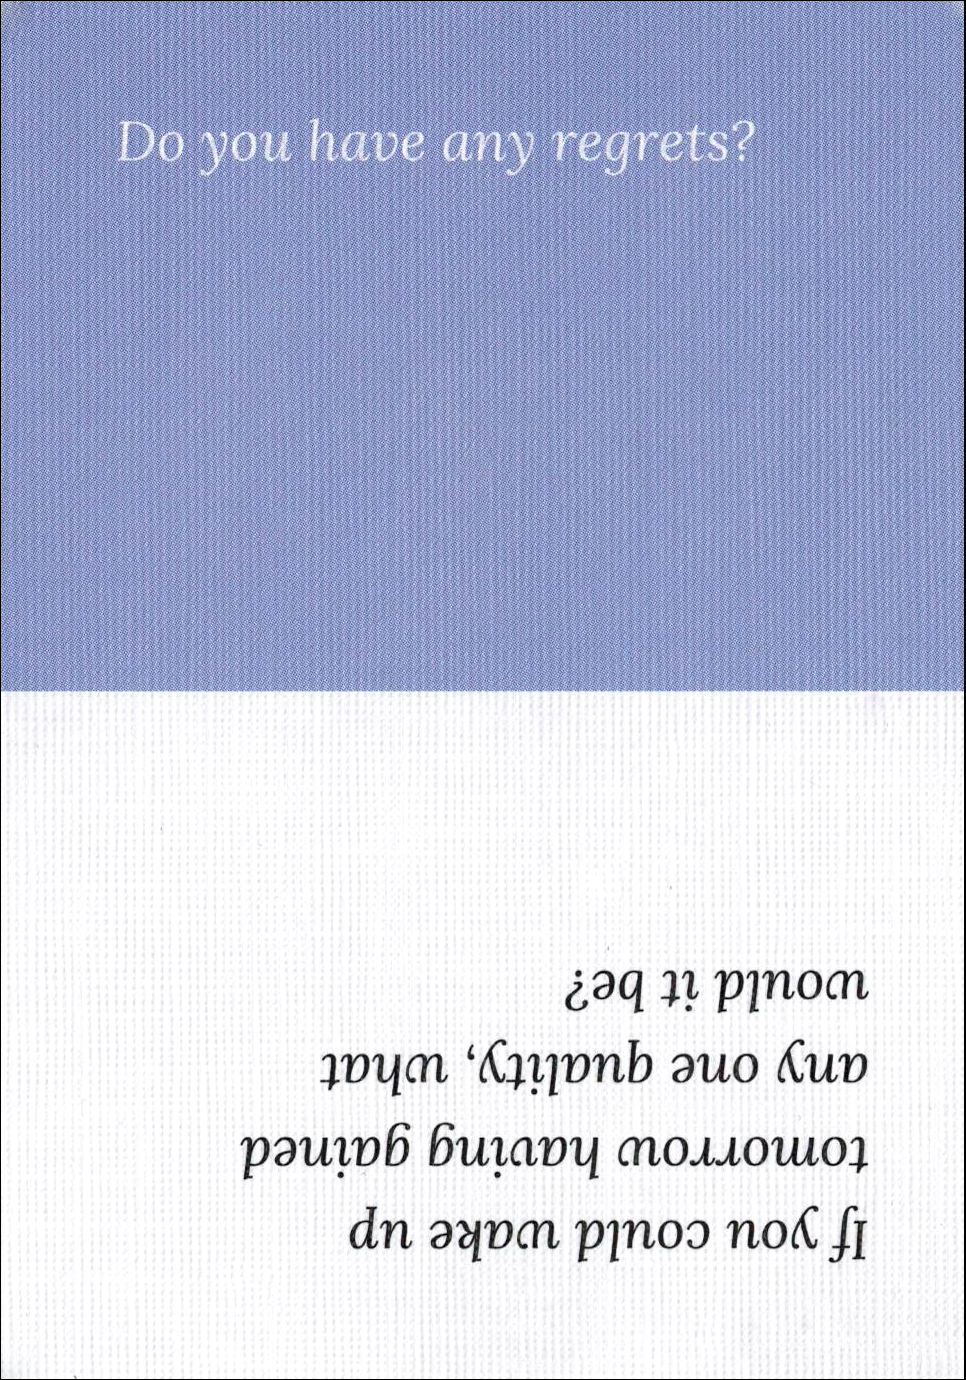 Do you have any regrets?
If you could wake up
tomorrow having gained
any one quality, what
would it be?